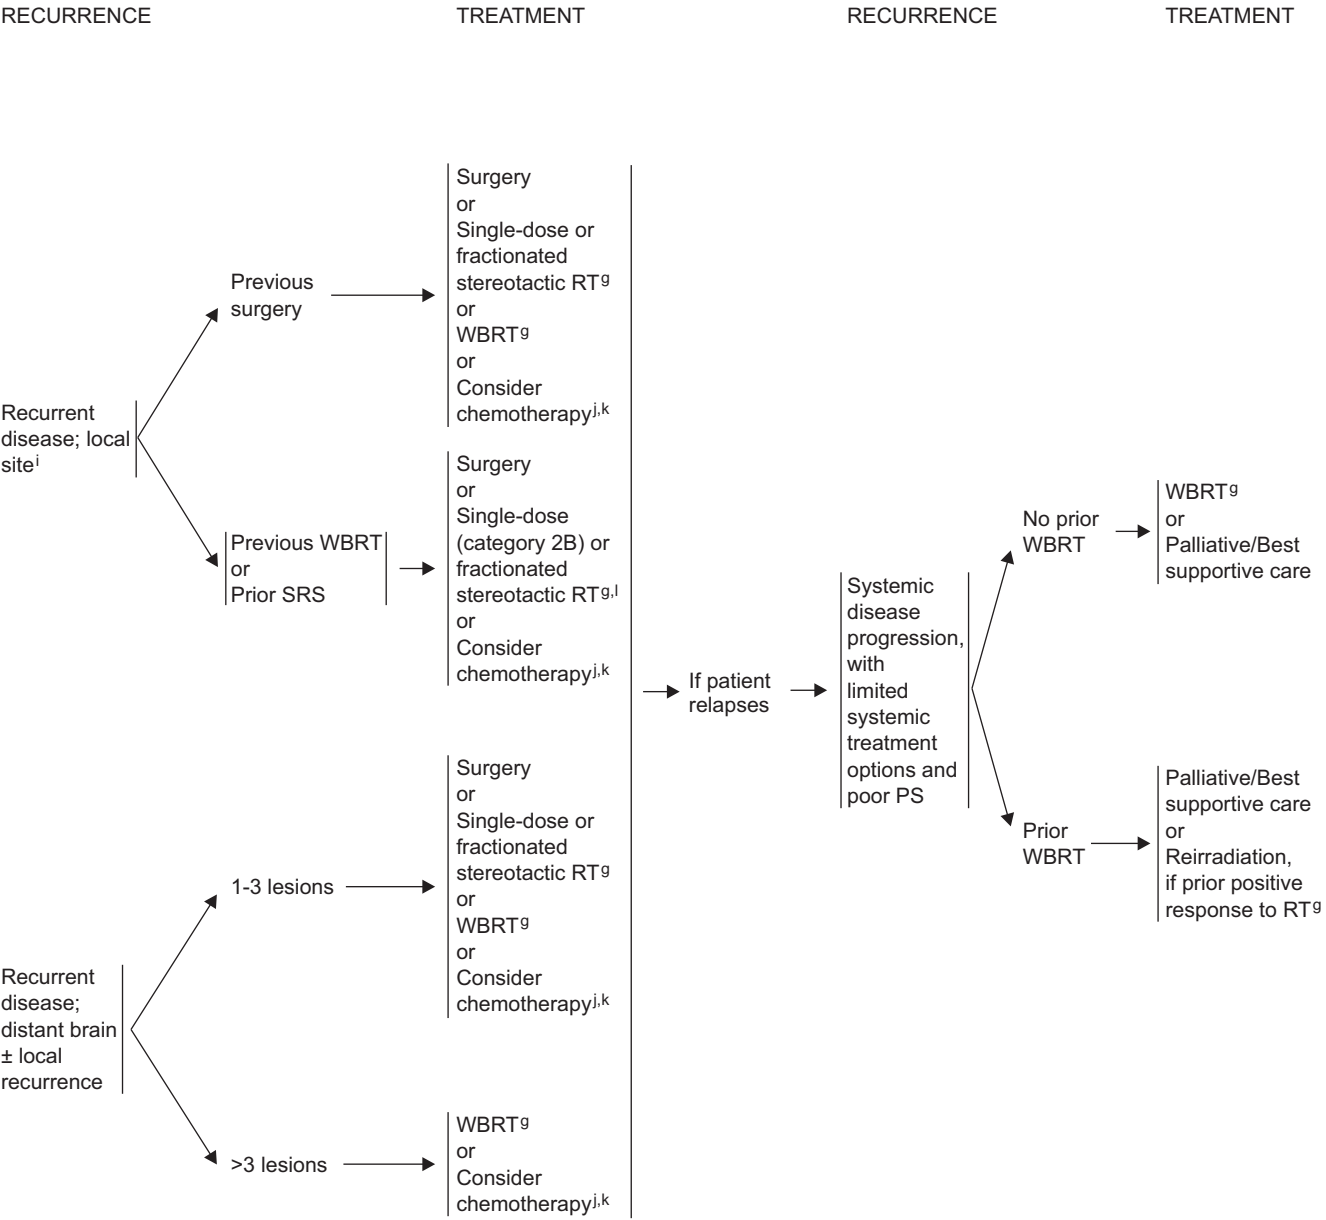 RECURRENCE
TREATMENT
RECURRENCE
TREATMENT
Recurrent
disease; local
siteⁱ
Previous
surgery
Surgery
or
Single-dose or
fractionated
stereotactic RTᵍ
or
WBRTᵍ
or
Consider
chemotherapyʲ,ᵏ
Previous WBRT
or
Prior SRS
Surgery
or
Single-dose
(category 2B) or
fractionated
stereotactic RTᵍ,ˡ
or
Consider
chemotherapyʲ,ᵏ
Recurrent
disease;
distant brain
± local
recurrence
1-3 lesions
Surgery
or
Single-dose or
fractionated
stereotactic RTᵍ
or
WBRTᵍ
or
Consider
chemotherapyʲ,ᵏ
>3 lesions
WBRTᵍ
or
Consider
chemotherapyʲ,ᵏ
If patient
relapses
Systemic
disease
progression,
with
limited
systemic
treatment
options and
poor PS
No prior
WBRT
WBRTᵍ
or
Palliative/Best
supportive care
Prior
WBRT
Palliative/Best
supportive care
or
Reirradiation,
if prior positive
response to RTᵍ